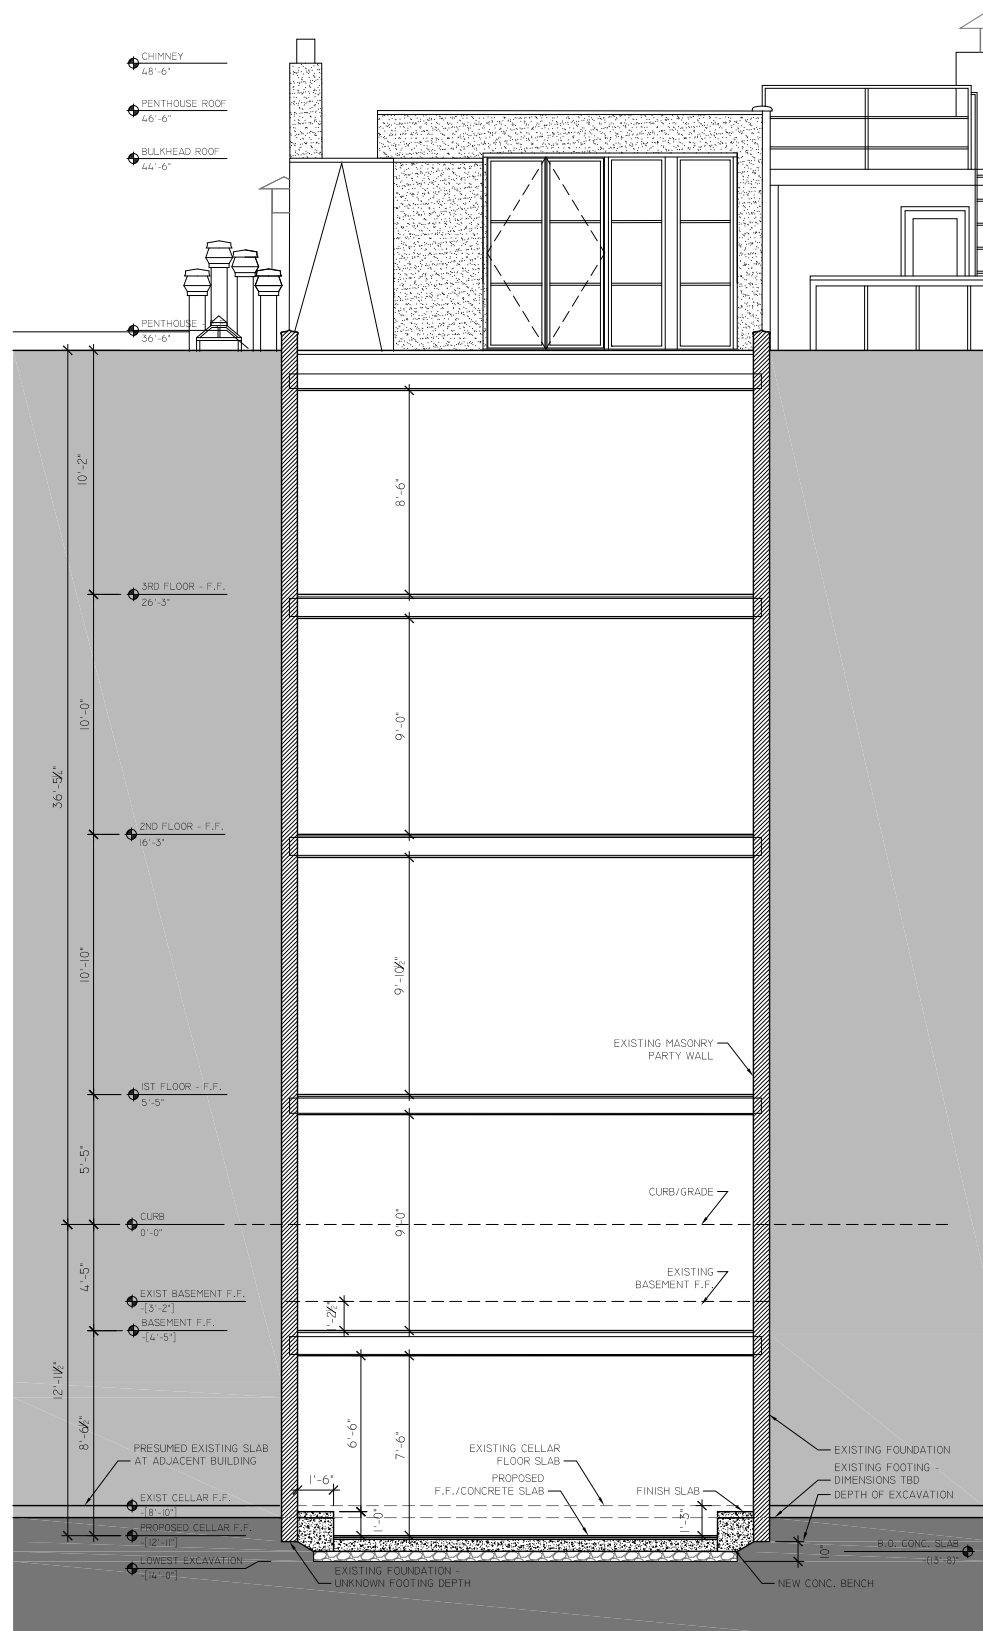 CHIMNEY
48'-6"
PENTHOUSE ROOF
46'-6"
BULKHEAD ROOF
44'-6"
PENTHOUSE -
36'-6"
10'-2"
8'-6"
3RD FLOOR - F.F.
26'-3"
10'-0"
9'-0"
36'-5½"
2ND FLOOR - F.F.
16'-3"
10'-10"
9'-10½"
EXISTING MASONRY
PARTY WALL
1ST FLOOR - F.F.
5'-5"
5'-5"
CURB/GRADE
CURB
0'-0"
9'-0"
4'-5"
EXISTING
BASEMENT F.F.
EXIST BASEMENT F.F.
-[3'-2"]
1'-2½"
BASEMENT F.F.
-[4'-5"]
12'-11½"
8'-6½"
6'-6"
7'-6"
PRESUMED EXISTING SLAB
AT ADJACENT BUILDING
EXISTING CELLAR
FLOOR SLAB
EXISTING FOUNDATION
EXISTING FOOTING -
DIMENSIONS TBD
1'-6"
PROPOSED
F.F./CONCRETE SLAB
FINISH SLAB
DEPTH OF EXCAVATION
EXIST CELLAR F.F.
-[8'-10"]
1'-0"
1'-3"
PROPOSED CELLAR F.F.
-[12'-11"]
10"
B.O. CONC. SLAB
-(13'-8)"
LOWEST EXCAVATION
-[14'-0"]
EXISTING FOUNDATION -
UNKNOWN FOOTING DEPTH
NEW CONC. BENCH